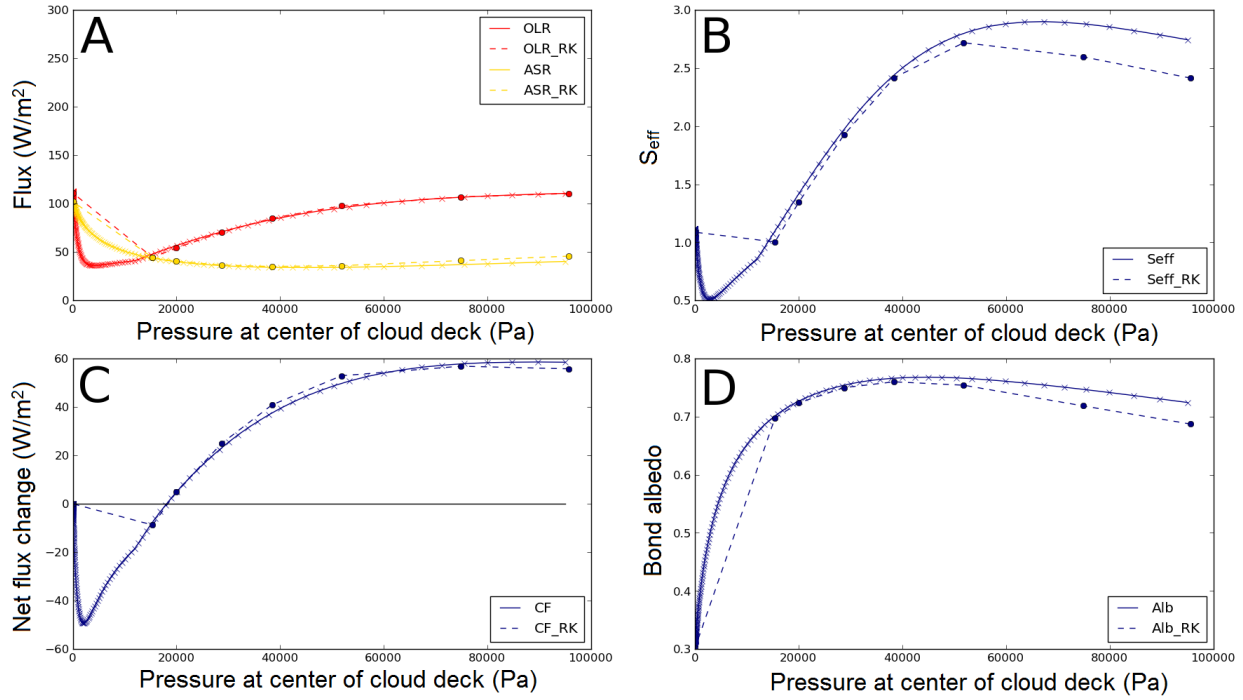 A
Flux (W/m²)
300
250
200
150
100
50
0
OLR
OLR_RK
ASR
ASR_RK
0 20000 40000 60000 80000 100000
Pressure at center of cloud deck (Pa)
B
Seff
3.0
2.5
2.0
1.5
1.0
0.5
Seff
Seff_RK
0 20000 40000 60000 80000 100000
Pressure at center of cloud deck (Pa)
C
Net flux change (W/m²)
60
40
20
0
−20
−40
−60
CF
CF_RK
0 20000 40000 60000 80000 100000
Pressure at center of cloud deck (Pa)
D
Bond albedo
0.8
0.7
0.6
0.5
0.4
0.3
Alb
Alb_RK
0 20000 40000 60000 80000 100000
Pressure at center of cloud deck (Pa)